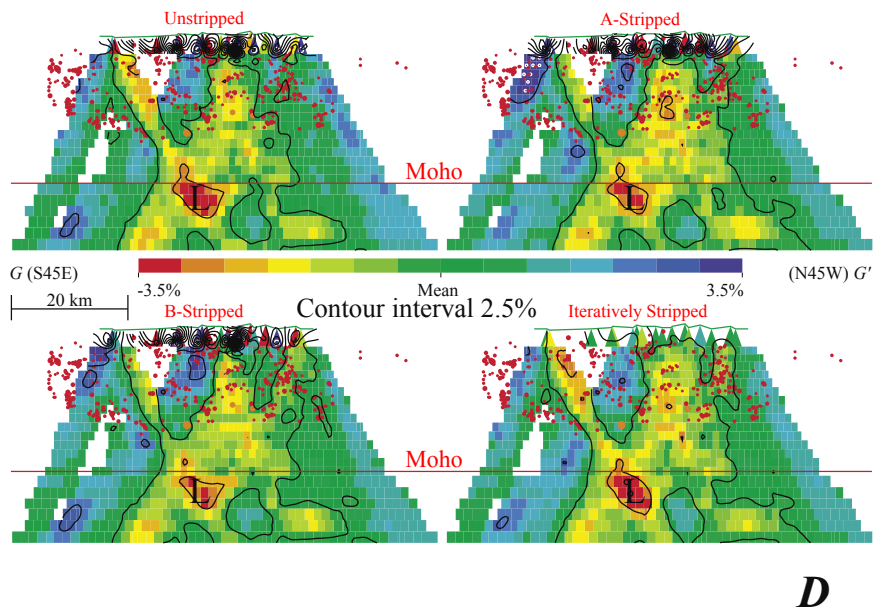 Unstripped
A-Stripped
Moho
L
L
G (S45E)
(N45W) G'
-3.5%
Mean
3.5%
20 km
Contour interval 2.5%
B-Stripped
Iteratively Stripped
Moho
L
L
D